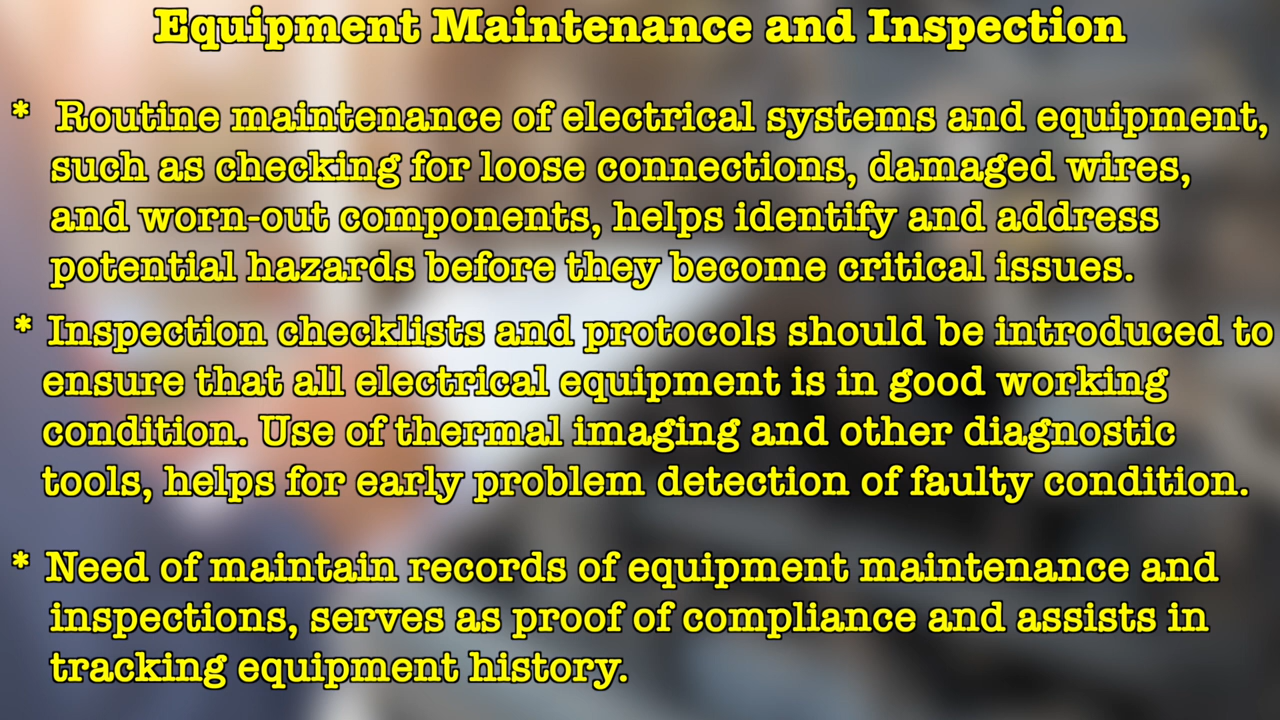 Equipment Maintenance and Inspection
* Routine maintenance of electrical systems and equipment,
such as checking for loose connections, damaged wires,
and worn-out components, helps identify and address
potential hazards before they become critical issues.
* Inspection checklists and protocols should be introduced to
ensure that all electrical equipment is in good working
condition. Use of thermal imaging and other diagnostic
tools, helps for early problem detection of faulty condition.
* Need of maintain records of equipment maintenance and
inspections, serves as proof of compliance and assists in
tracking equipment history.